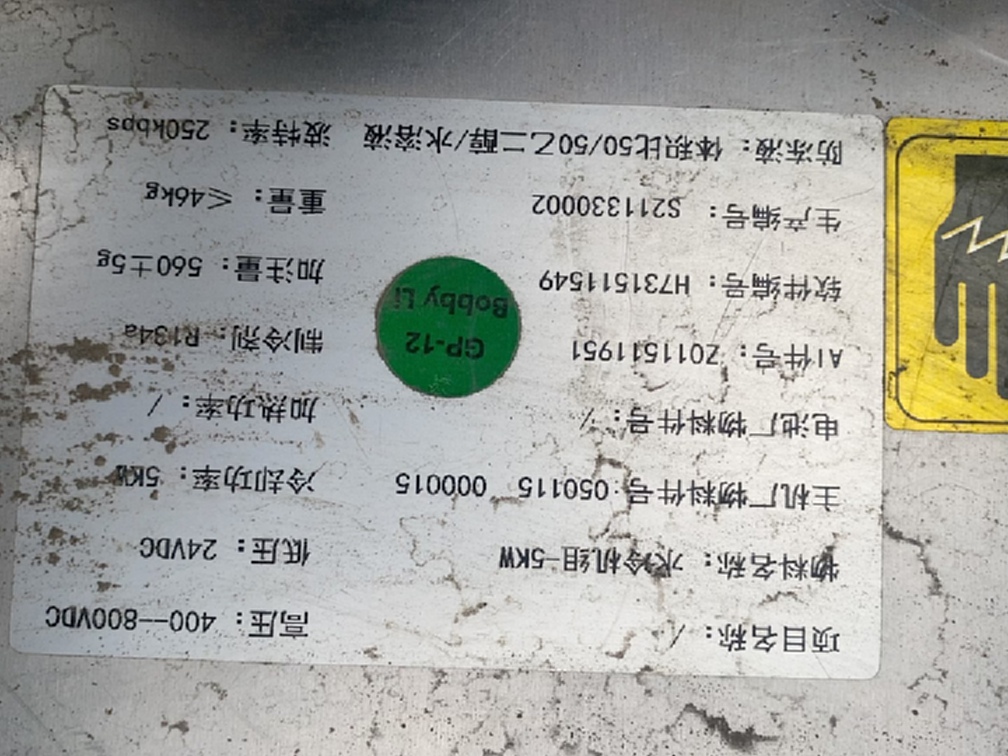 项目名称: / 高压: 400--800VDC
物料名称: 水冷机组-5KW 低压: 24VDC
主机厂物料件号:050115 000015 冷却功率: 5KW
电池厂物料件号: / 加热功率: /
AI件号: Z011511951 制冷剂: R134a
GP-12
Bobby Li
软件编号: H731511549 加注量: 560±5g
生产编号: S211330002 重量: ≤46kg
防冻液: 体积比50/50乙二醇/水溶液 波特率: 250kbps